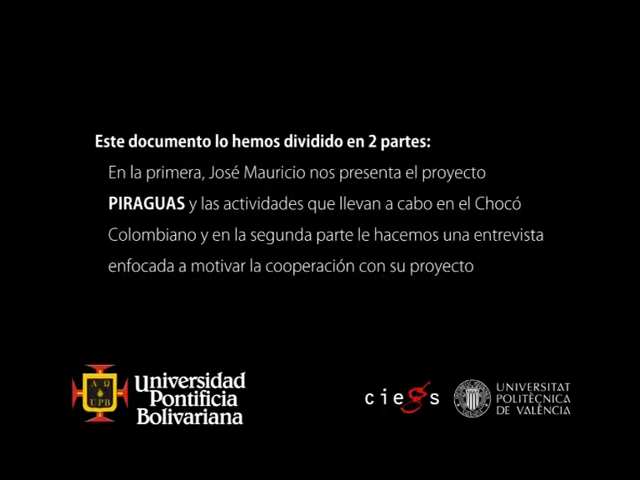 Este documento lo hemos dividido en 2 partes:
En la primera, José Mauricio nos presenta el proyecto
PIRAGUAS y las actividades que llevan a cabo en el Chocó
Colombiano y en la segunda parte le hacemos una entrevista
enfocada a motivar la cooperación con su proyecto
A Ω
UPB
Universidad
Pontificia
Bolivariana
ciegs
UNIVERSITAT
POLITÈCNICA
DE VALÈNCIA